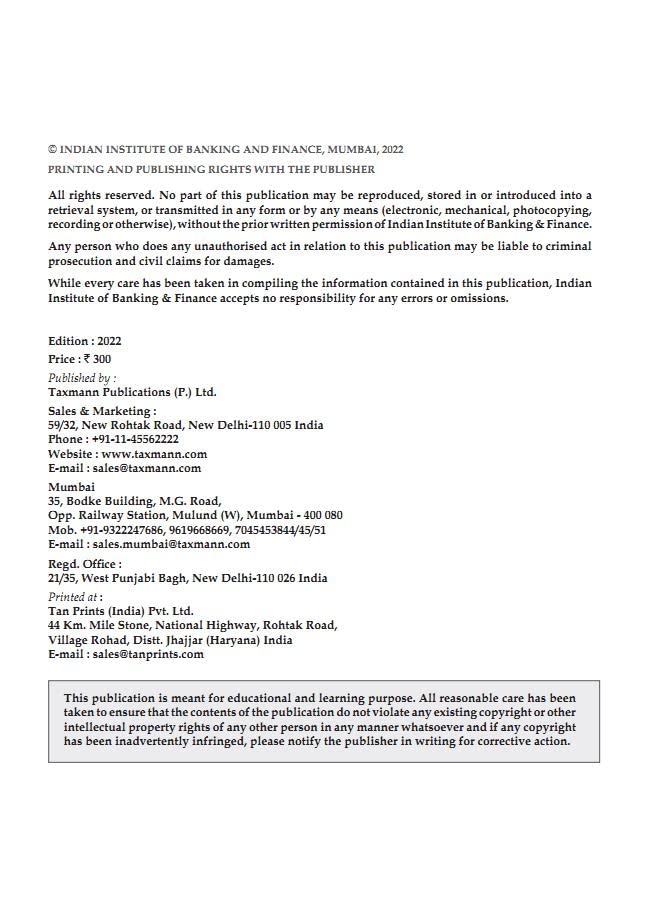 © INDIAN INSTITUTE OF BANKING AND FINANCE, MUMBAI, 2022
PRINTING AND PUBLISHING RIGHTS WITH THE PUBLISHER
All rights reserved. No part of this publication may be reproduced, stored in or introduced into a
retrieval system, or transmitted in any form or by any means (electronic, mechanical, photocopying,
recording or otherwise), without the prior written permission of Indian Institute of Banking & Finance.
Any person who does any unauthorised act in relation to this publication may be liable to criminal
prosecution and civil claims for damages.
While every care has been taken in compiling the information contained in this publication, Indian
Institute of Banking & Finance accepts no responsibility for any errors or omissions.
Edition : 2022
Price : ₹ 300
Published by :
Taxmann Publications (P.) Ltd.
Sales & Marketing :
59/32, New Rohtak Road, New Delhi-110 005 India
Phone : +91-11-45562222
Website : www.taxmann.com
E-mail : sales@taxmann.com
Mumbai
35, Bodke Building, M.G. Road,
Opp. Railway Station, Mulund (W), Mumbai - 400 080
Mob. +91-9322247686, 9619668669, 7045453844/45/51
E-mail : sales.mumbai@taxmann.com
Regd. Office :
21/35, West Punjabi Bagh, New Delhi-110 026 India
Printed at :
Tan Prints (India) Pvt. Ltd.
44 Km. Mile Stone, National Highway, Rohtak Road,
Village Rohad, Distt. Jhajjar (Haryana) India
E-mail : sales@tanprints.com
This publication is meant for educational and learning purpose. All reasonable care has been
taken to ensure that the contents of the publication do not violate any existing copyright or other
intellectual property rights of any other person in any manner whatsoever and if any copyright
has been inadvertently infringed, please notify the publisher in writing for corrective action.